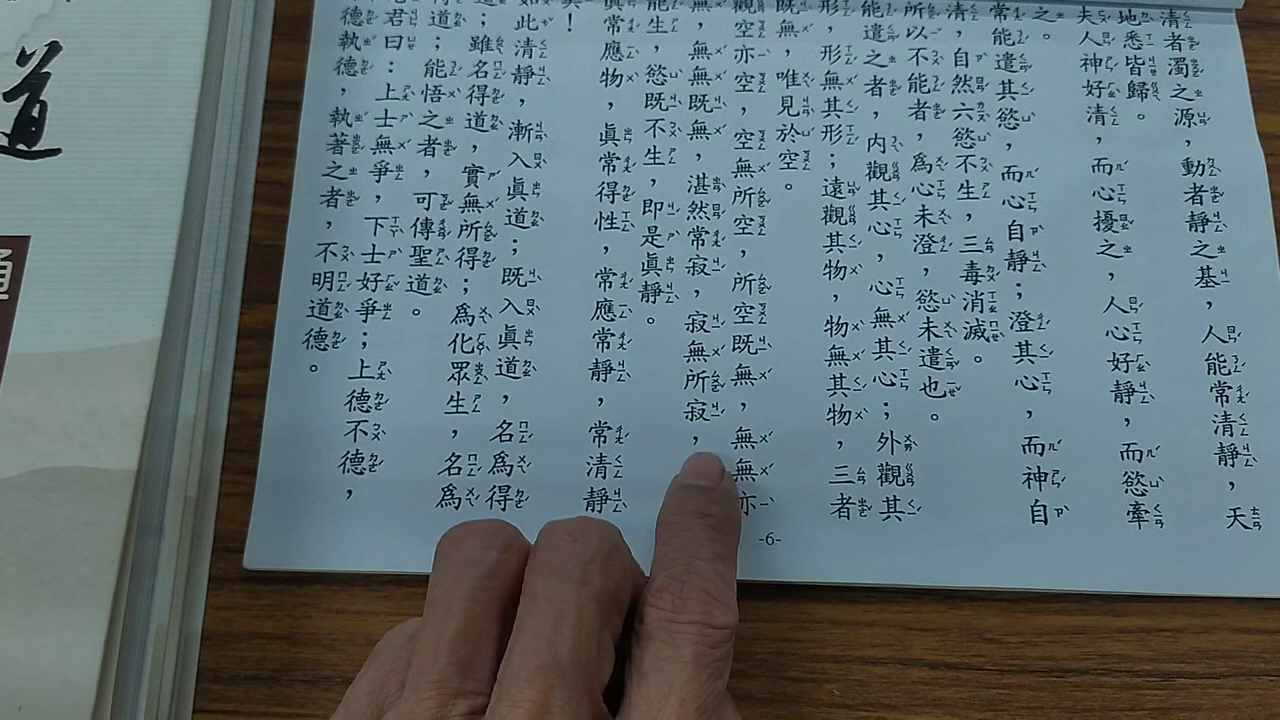 清者濁之源，動者靜之基，人能常清靜，天
地悉皆歸。
夫人神好清，而心擾之，人心好靜，而慾牽
之。
常能遣其慾，而心自靜；澄其心，而神自
清，自然六慾不生，三毒消滅。
所以不能者，為心未澄，慾未遣也。
能遣之者，內觀其心，心無其心；外觀其
形，形無其形；遠觀其物，物無其物，三者
既無，唯見於空。
觀空亦空，空無所空，所空既無，無無亦
無，無無既無，湛然常寂，寂無所寂，
能生，慾既不生，即是眞靜。
眞常應物，眞常得性，常應常靜，常清靜
矣！
如此清靜，漸入眞道；既入眞道，名為得
道；雖名得道，實無所得；為化眾生，名為
得道；能悟之者，可傳聖道。
老君曰：上士無爭，下士好爭；上德不德，
德執德，執著之者，不明道德。
-6-
道